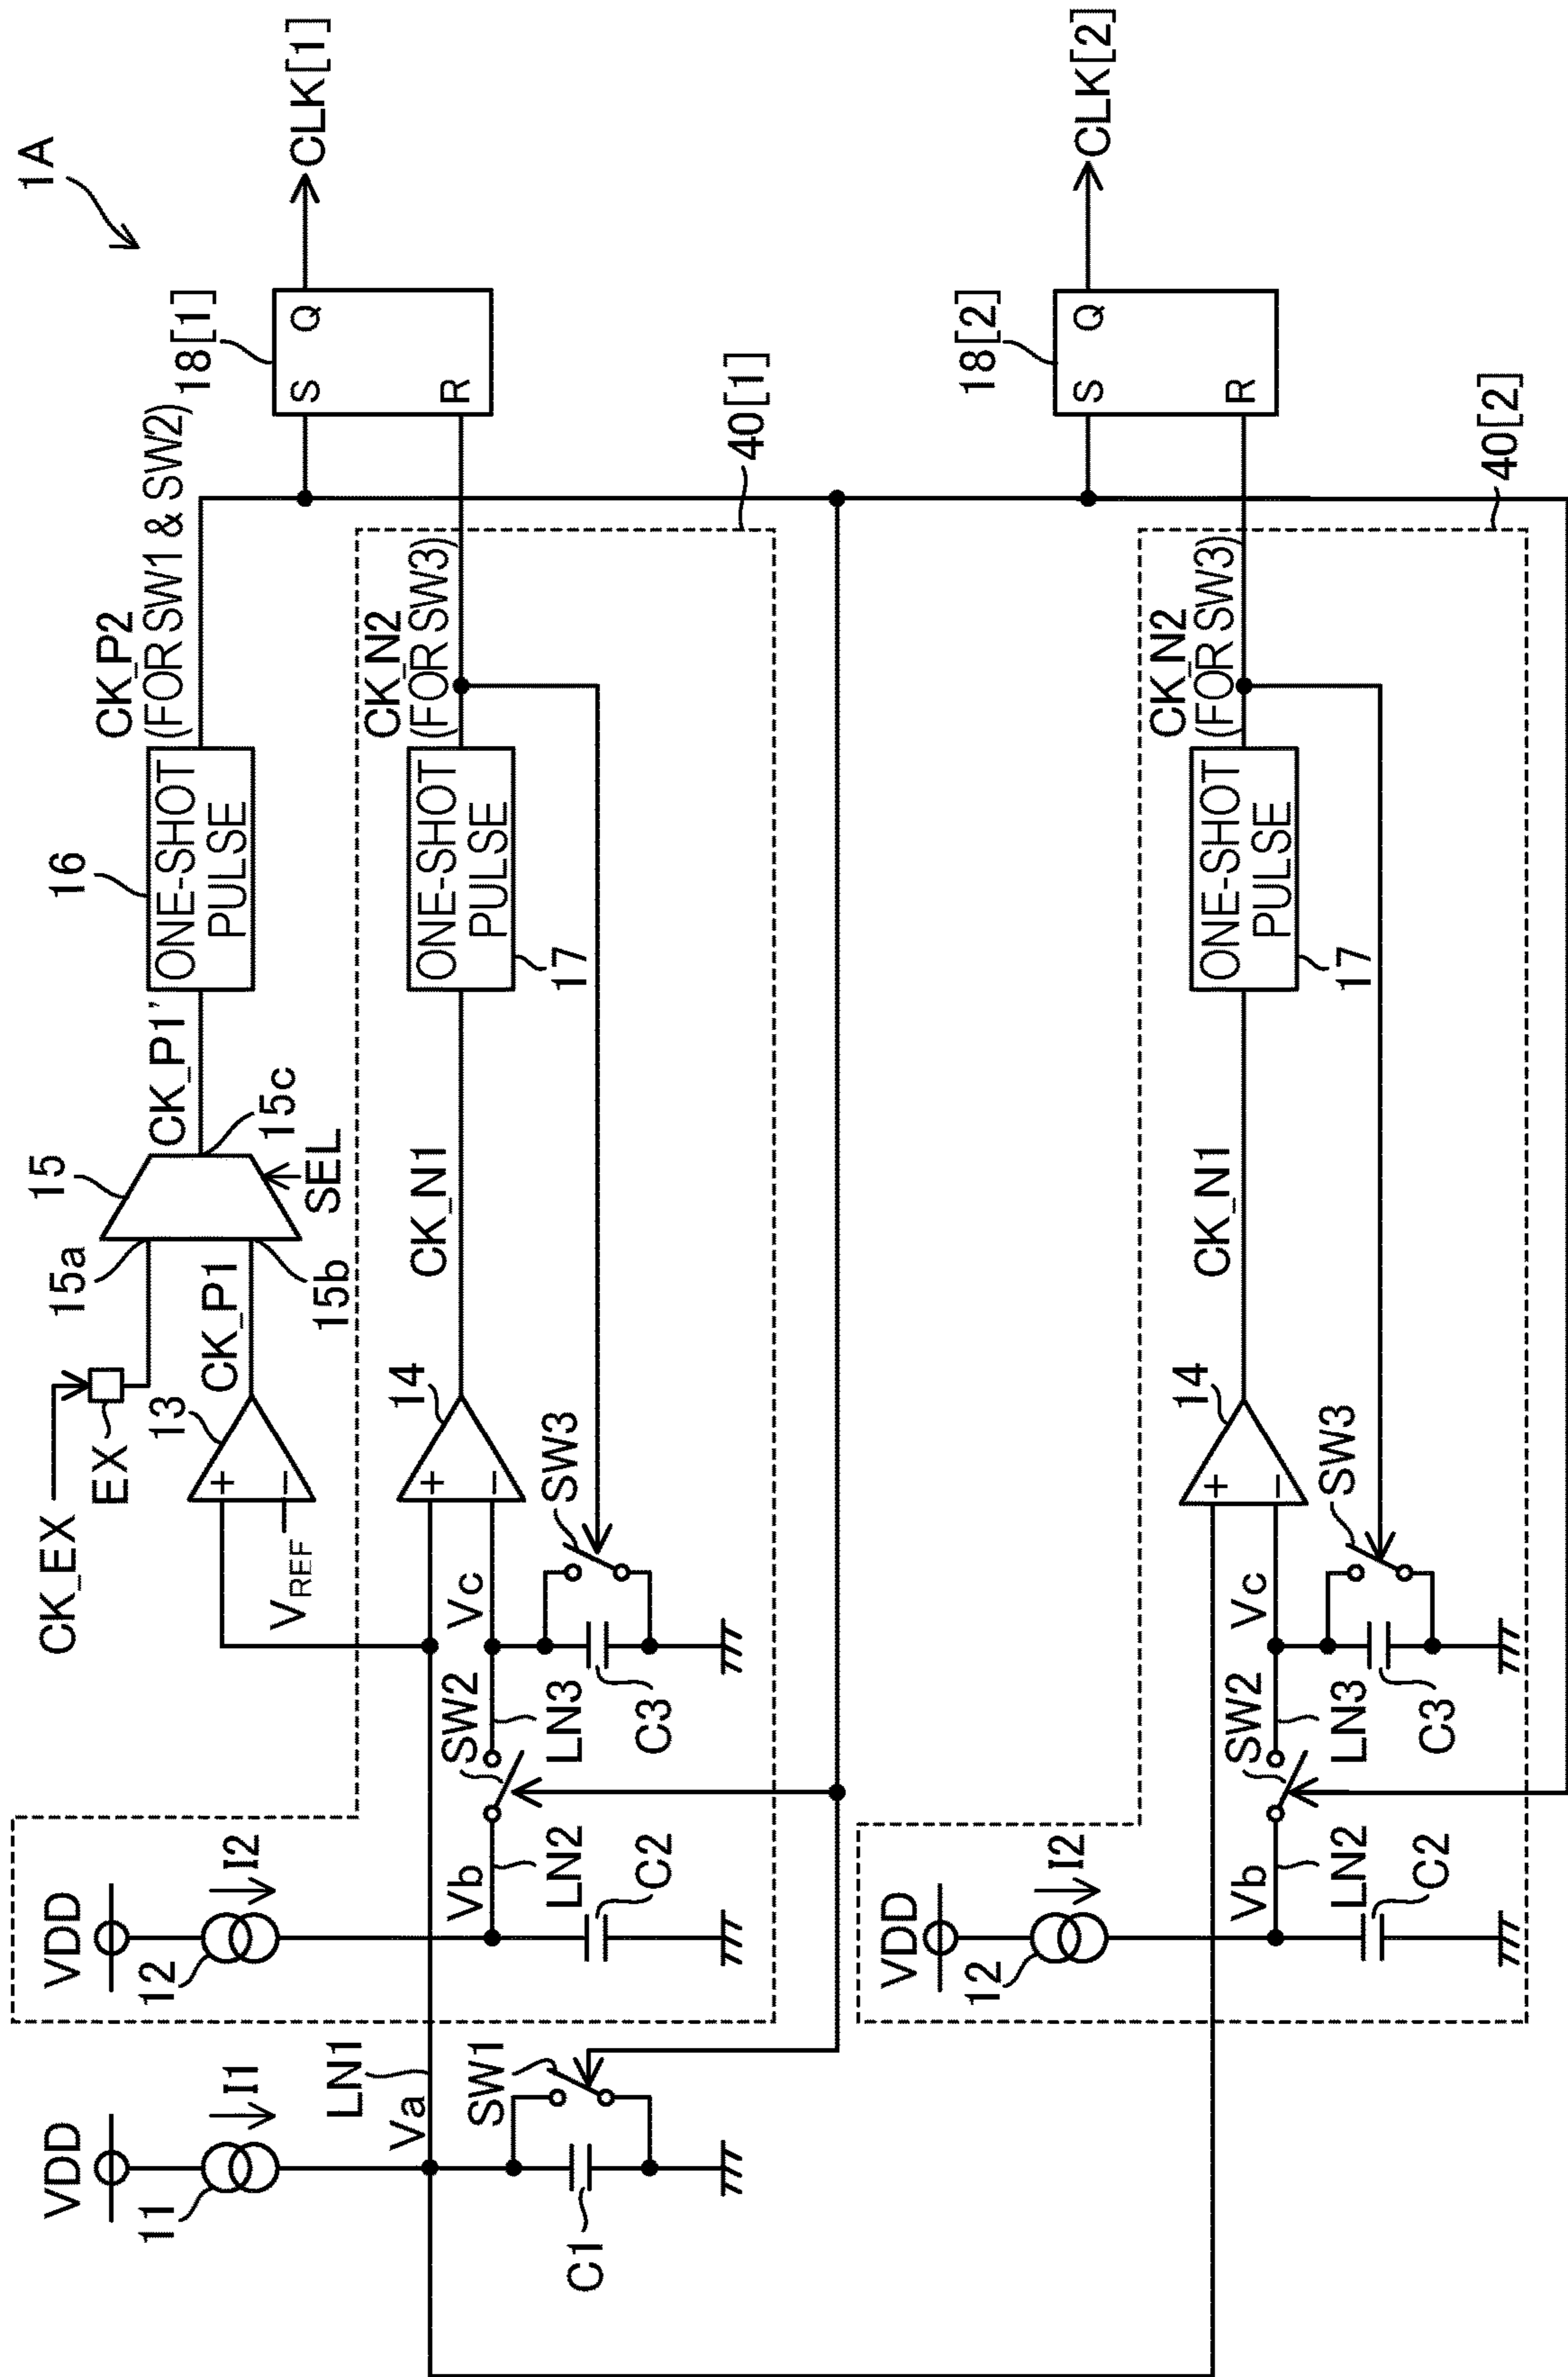 1A
CK_EX
EX
15a
15
CK_P1'
16
ONE-SHOT
PULSE
CK_P2
(FOR SW1 & SW2)
18[1]
S
Q
R
CLK[1]
13
+
−
VREF
CK_P1
15b
15c
SEL
VDD
11
I1
LN1
Va
SW1
C1
VDD
12
I2
Vb
LN2
C2
SW2
LN3
C3
Vc
SW3
14
+
−
CK_N1
ONE-SHOT
PULSE
17
CK_N2
(FOR SW3)
40[1]
VDD
12
I2
Vb
LN2
C2
SW2
LN3
C3
Vc
SW3
14
+
−
CK_N1
ONE-SHOT
PULSE
17
CK_N2
(FOR SW3)
40[2]
18[2]
S
Q
R
CLK[2]